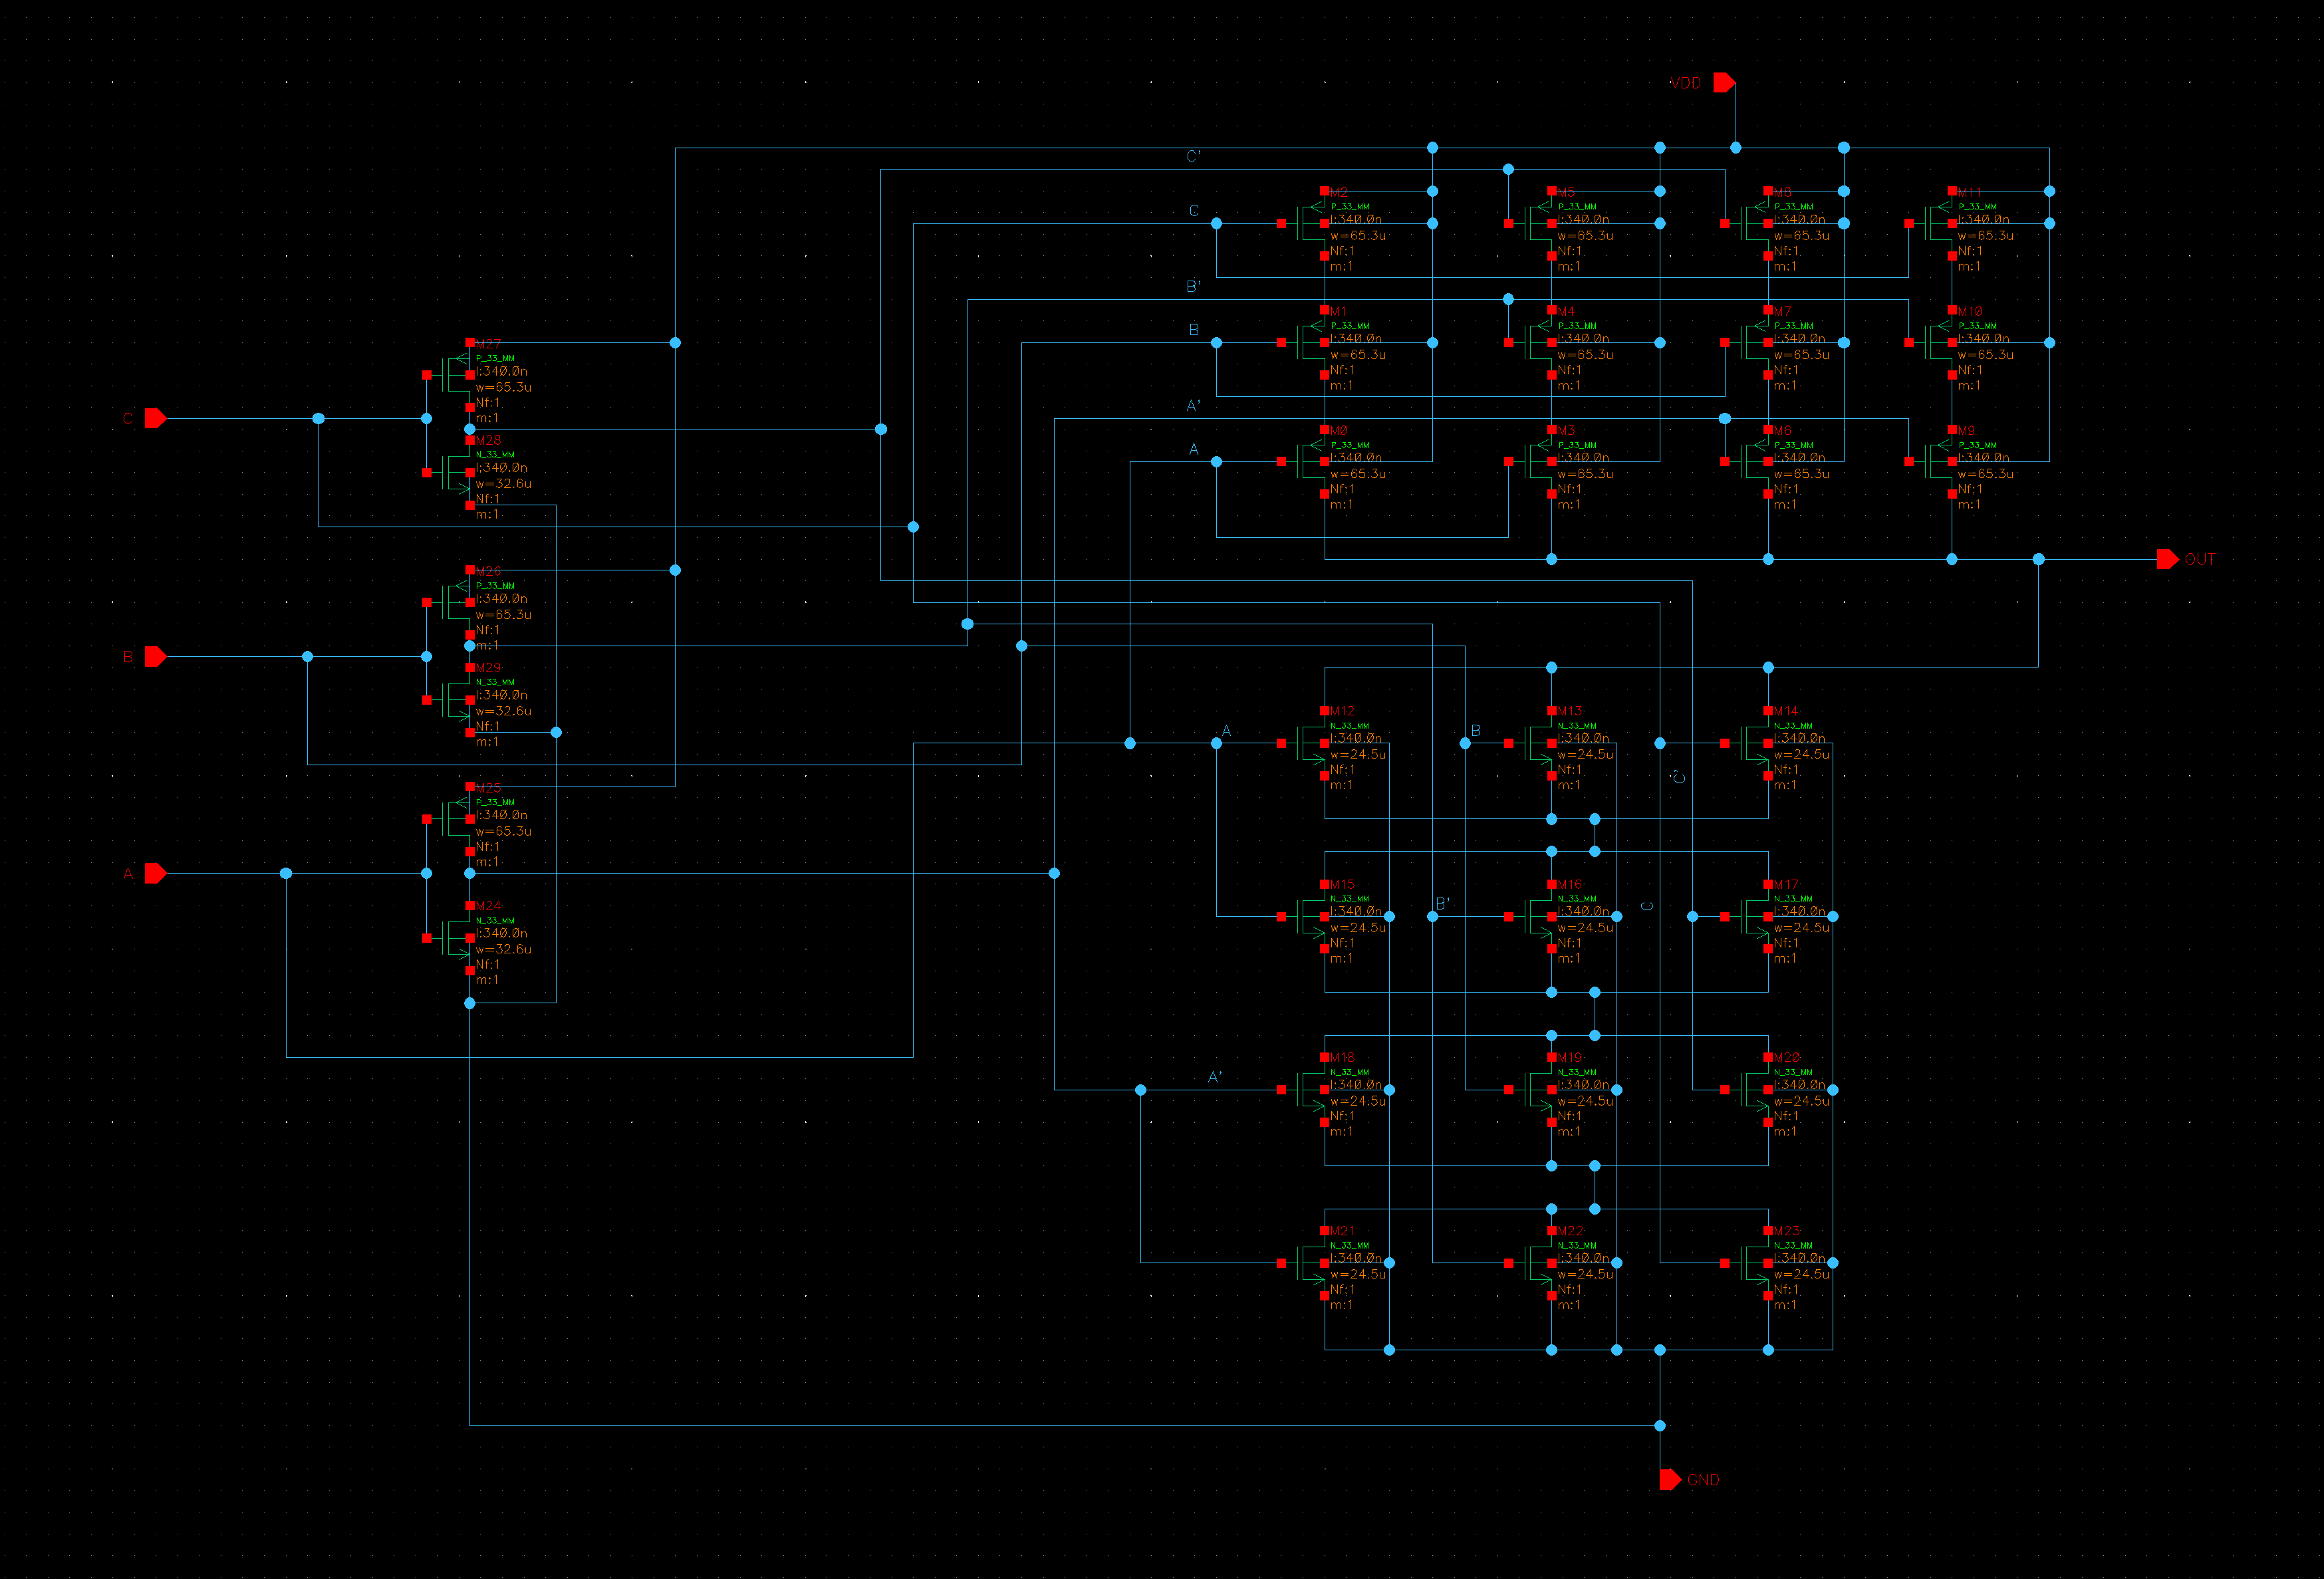 VDD
C'
M2
P_33_MM
l:340.0n
w=65.3u
Nf:1
m:1
M5
P_33_MM
l:340.0n
w=65.3u
Nf:1
m:1
P_33_MM
l:340.0n
w=65.3u
Nf:1
m:1
M11
P_33_MM
l:340.0n
w=65.3u
Nf:1
m:1
C
B'
M1
P_33_MM
l:340.0n
w=65.3u
Nf:1
m:1
M4
P_33_MM
l:340.0n
w=65.3u
Nf:1
m:1
M7
P_33_MM
l:340.0n
w=65.3u
Nf:1
m:1
M10
P_33_MM
l:340.0n
w=65.3u
Nf:1
m:1
B
A'
M0
P_33_MM
l:340.0n
w=65.3u
Nf:1
m:1
M3
P_33_MM
l:340.0n
w=65.3u
Nf:1
m:1
M6
P_33_MM
l:340.0n
w=65.3u
Nf:1
m:1
M9
P_33_MM
l:340.0n
w=65.3u
Nf:1
m:1
A
OUT
M27
P_33_MM
l:340.0n
w=65.3u
Nf:1
m:1
C
M28
N_33_MM
l:340.0n
w=32.6u
Nf:1
m:1
M26
P_33_MM
l:340.0n
w=65.3u
Nf:1
m:1
B
M29
N_33_MM
l:340.0n
w=32.6u
Nf:1
m:1
M25
P_33_MM
l:340.0n
w=65.3u
Nf:1
m:1
A
M24
N_33_MM
l:340.0n
w=32.6u
Nf:1
m:1
A
M12
N_33_MM
l:340.0n
w=24.5u
Nf:1
m:1
B
M13
N_33_MM
l:340.0n
w=24.5u
Nf:1
m:1
C'
M14
N_33_MM
l:340.0n
w=24.5u
Nf:1
m:1
M15
N_33_MM
l:340.0n
w=24.5u
Nf:1
m:1
B'
M16
N_33_MM
l:340.0n
w=24.5u
Nf:1
m:1
C
M17
N_33_MM
l:340.0n
w=24.5u
Nf:1
m:1
A'
M18
N_33_MM
l:340.0n
w=24.5u
Nf:1
m:1
M19
N_33_MM
l:340.0n
w=24.5u
Nf:1
m:1
M20
N_33_MM
l:340.0n
w=24.5u
Nf:1
m:1
M21
N_33_MM
l:340.0n
w=24.5u
Nf:1
m:1
M22
N_33_MM
l:340.0n
w=24.5u
Nf:1
m:1
M23
N_33_MM
l:340.0n
w=24.5u
Nf:1
m:1
GND